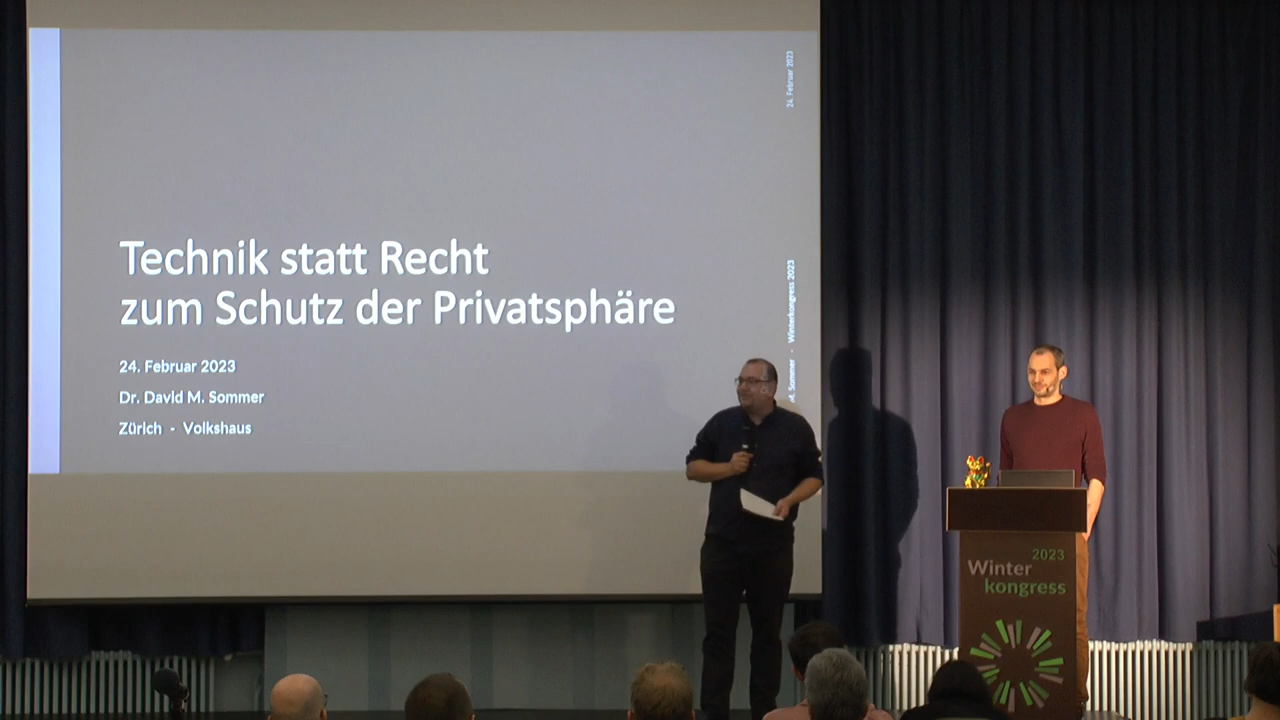 24. Februar 2023
Technik statt Recht
zum Schutz der Privatsphäre
24. Februar 2023
Dr. David M. Sommer
Zürich - Volkshaus
M. Sommer - Winterkongress 2023
2023
Winter
kongress